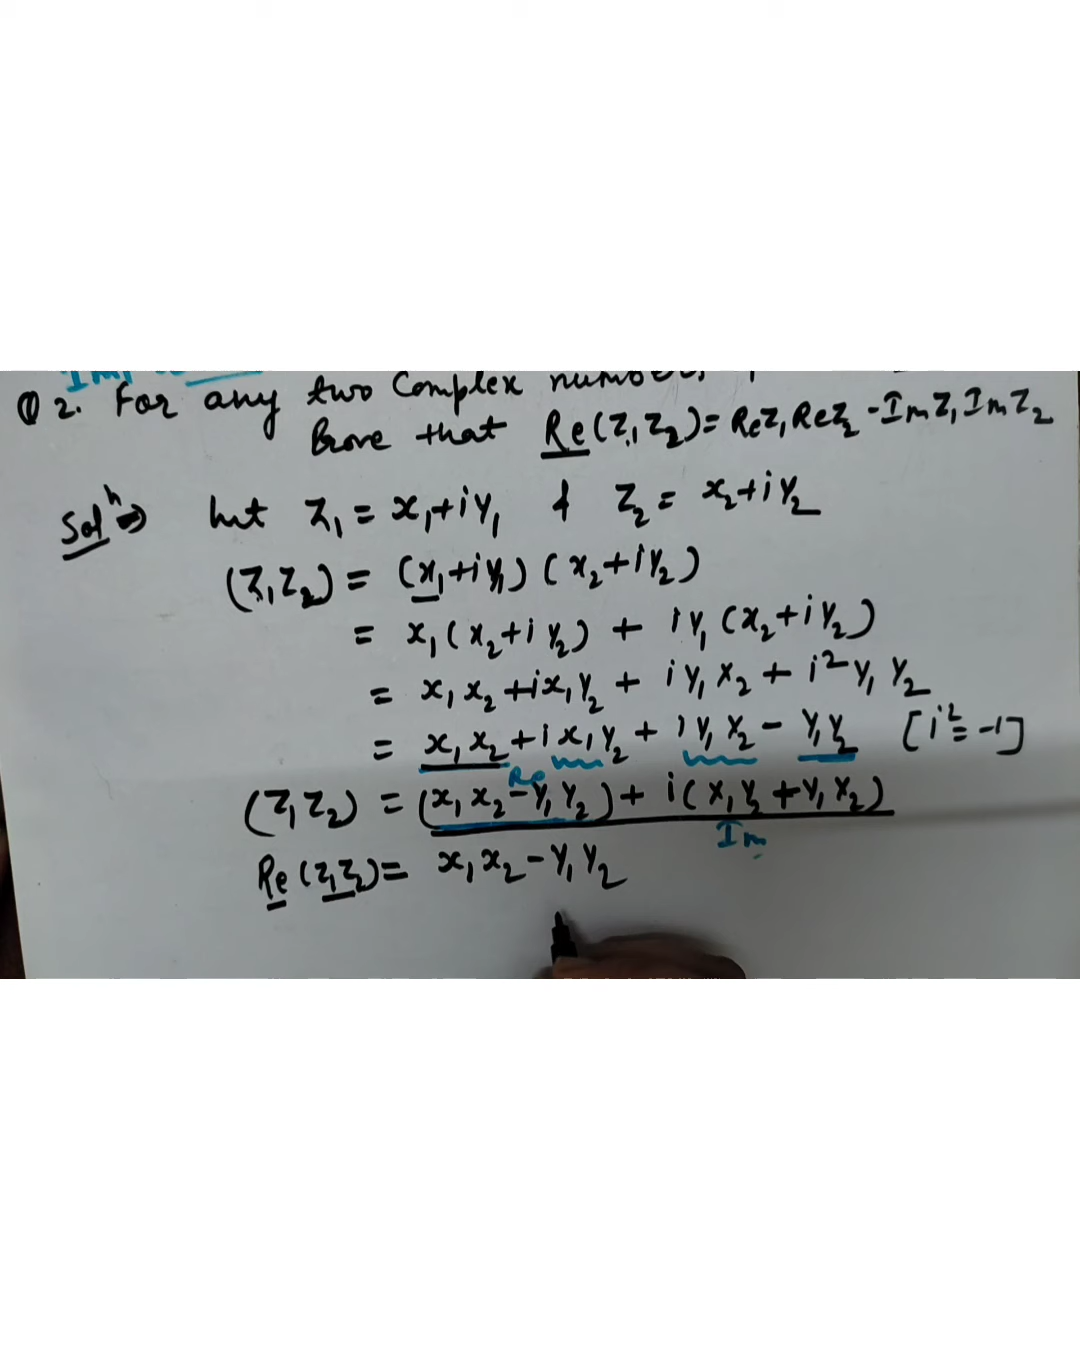 Q 2. For any two Complex
Prove that Re(z₁z₂) = Rez₁ Rez₂ - Imz₁ Imz₂
Solⁿ ⇒ Let z₁ = x₁+iy₁ & z₂ = x₂+iy₂
(z₁z₂) = (x₁+iy₁) (x₂+iy₂)
= x₁(x₂+iy₂) + iy₁(x₂+iy₂)
= x₁x₂ + ix₁y₂ + iy₁x₂ + i²y₁y₂
= x₁x₂ + ix₁y₂ + iy₁x₂ - y₁y₂ [i² = -1]
Re
(z₁z₂) = (x₁x₂ - y₁y₂) + i(x₁y₂ + y₁x₂)
Im
Re(z₁z₂) = x₁x₂ - y₁y₂